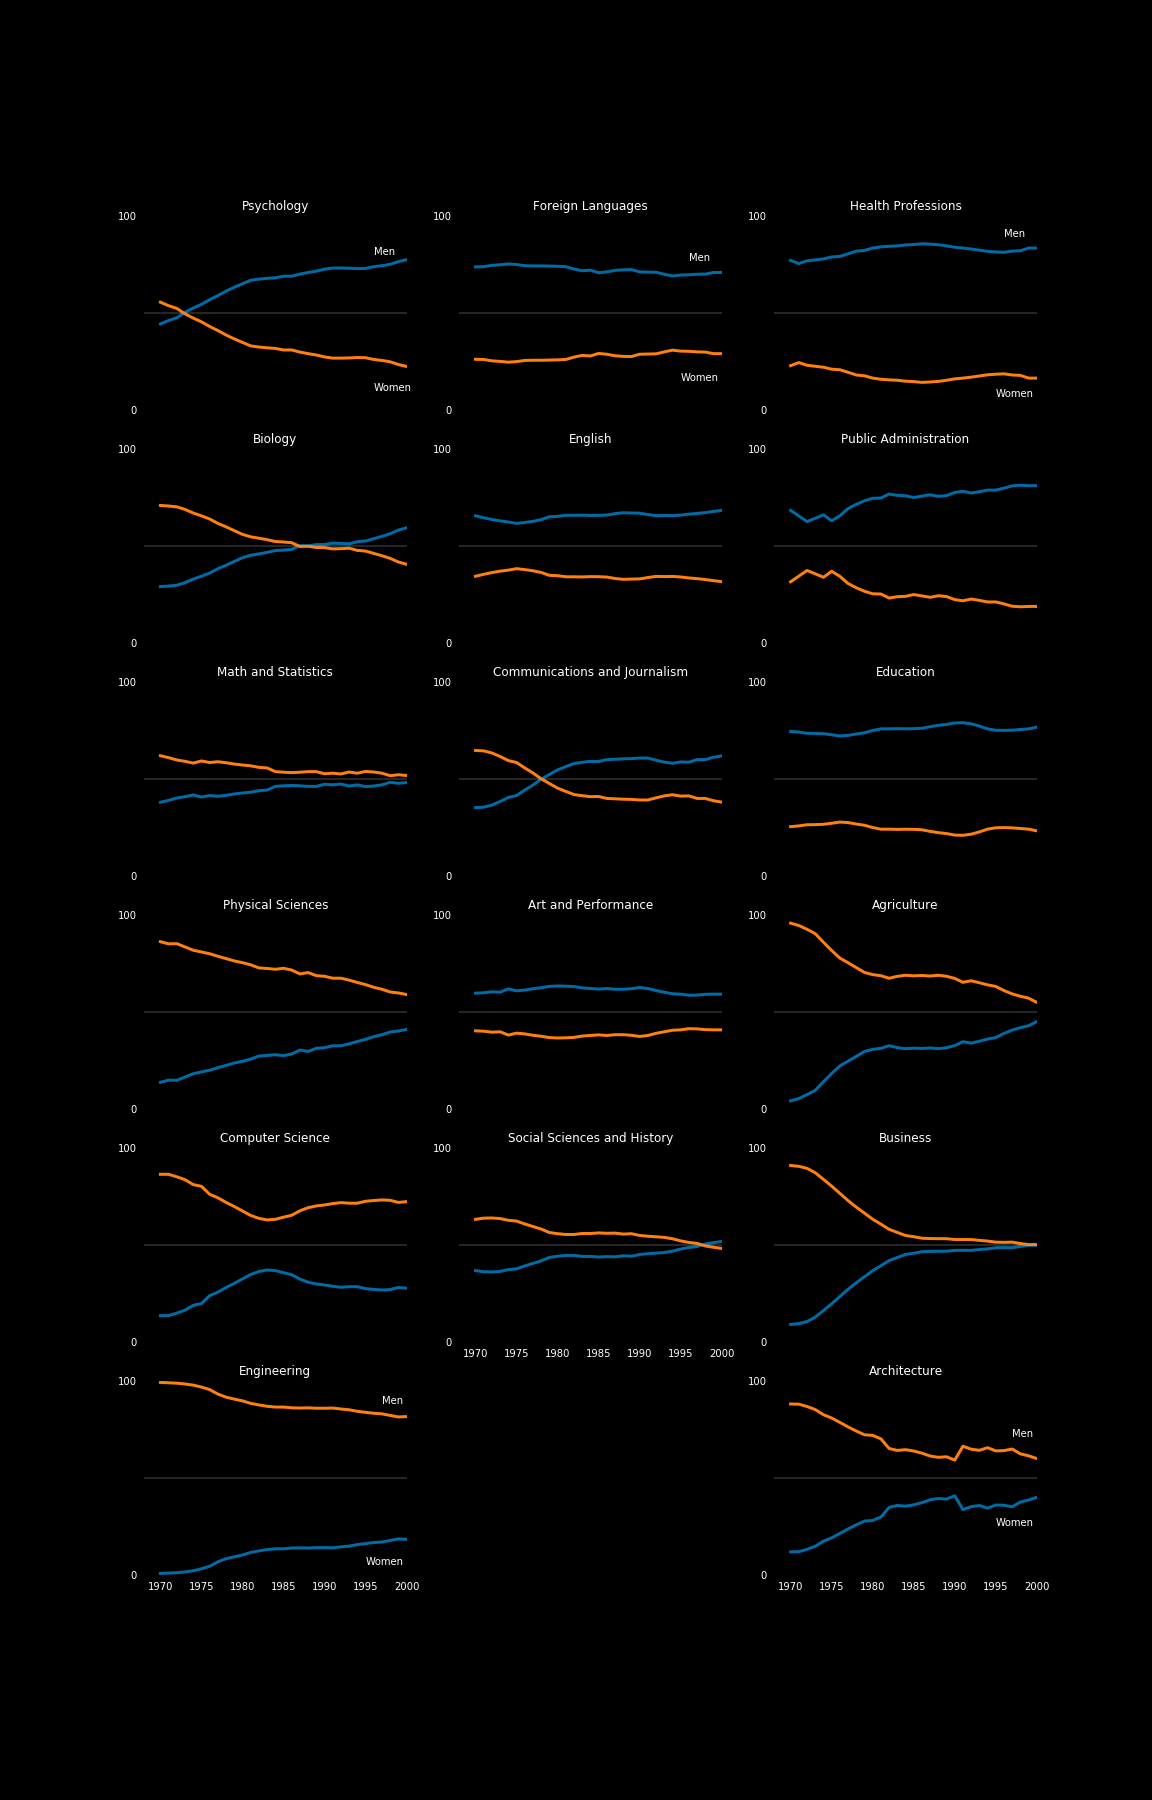 Psychology Foreign Languages Health Professions
100 100 100
Men Men Men
Women Women Women
0 0 0
Biology English Public Administration
100 100 100
0 0 0
Math and Statistics Communications and Journalism Education
100 100 100
0 0 0
Physical Sciences Art and Performance Agriculture
100 100 100
0 0 0
Computer Science Social Sciences and History Business
100 100 100
0 0 0
1970 1975 1980 1985 1990 1995 2000
Engineering Architecture
100 100
Men Men
Women Women
0 0
1970 1975 1980 1985 1990 1995 2000 1970 1975 1980 1985 1990 1995 2000